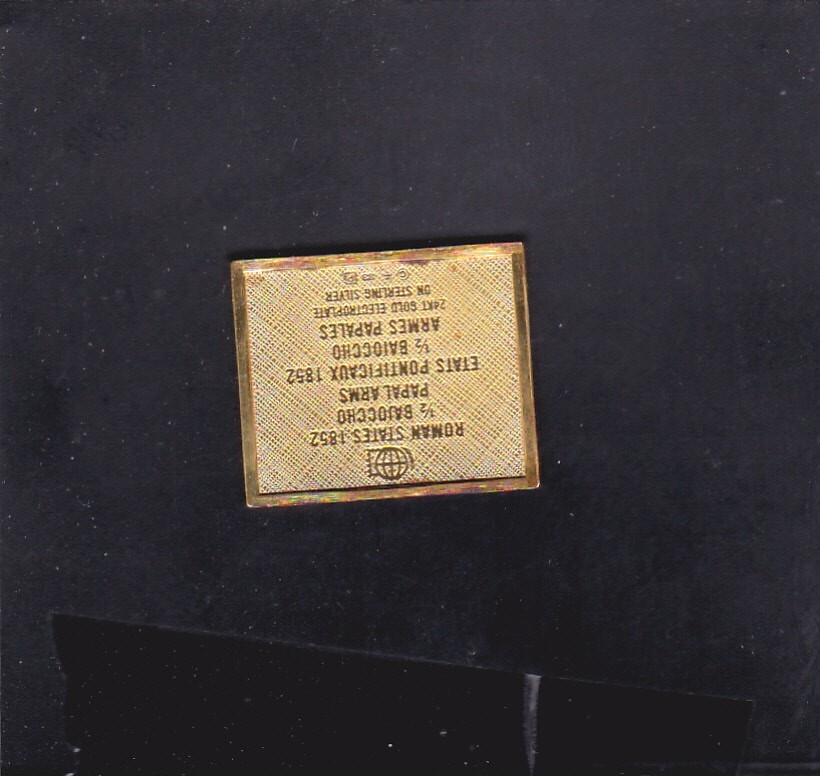 ROMAN STATES 1852
½ BAJOCCHO
PAPAL ARMS
ETATS PONTIFICAUX 1852
½ BAIOCCHO
ARMES PAPALES
24KT GOLD ELECTROPLATE
ON STERLING SILVER